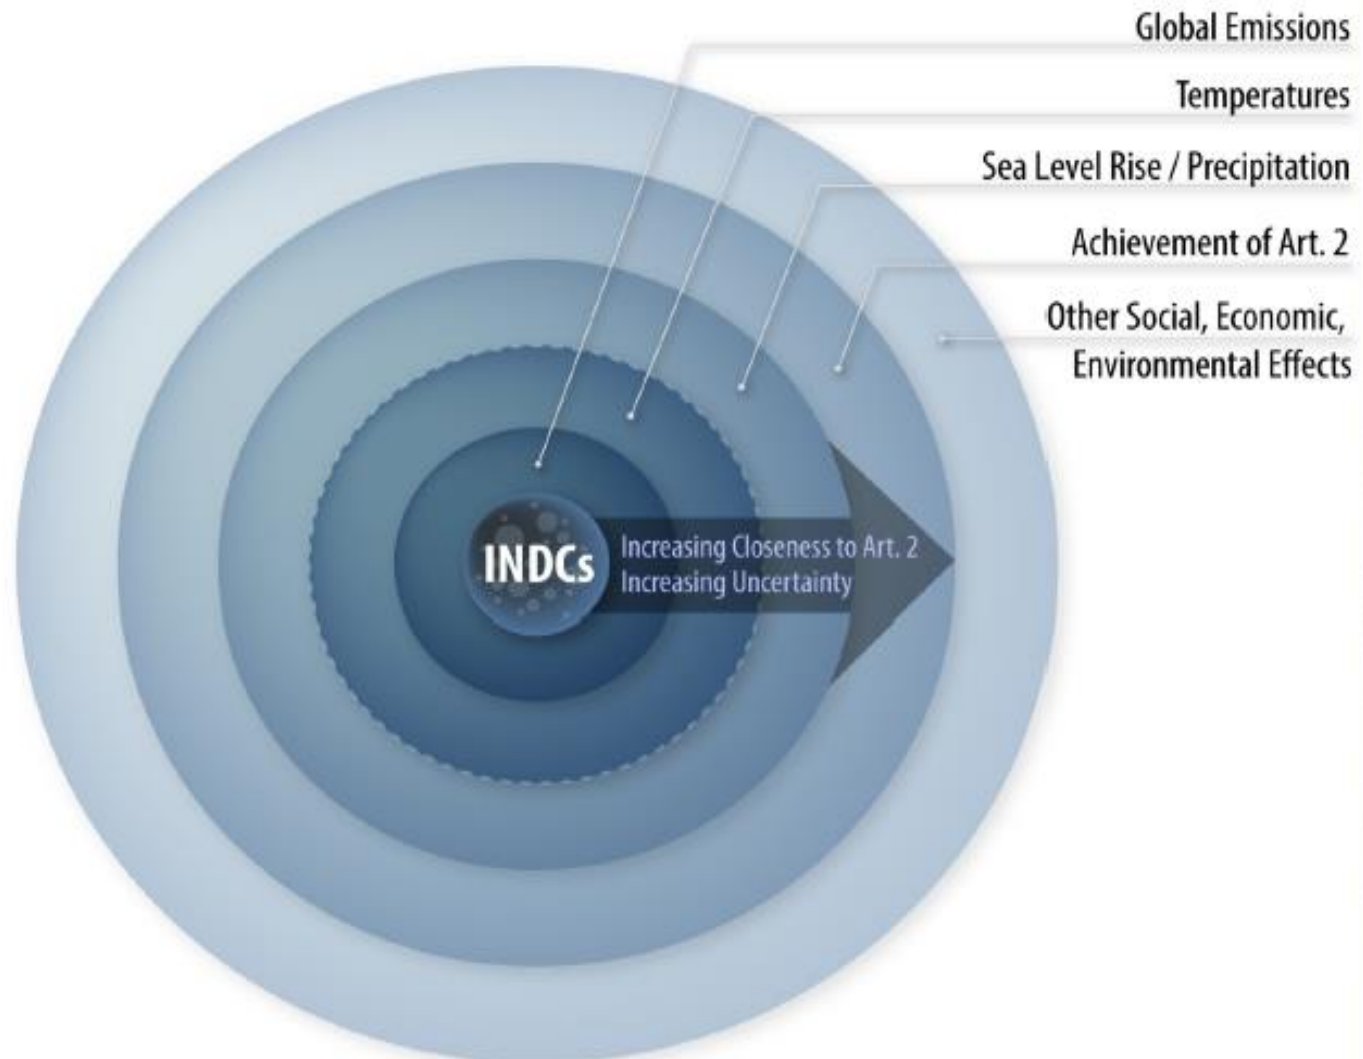 Global Emissions
Temperatures
Sea Level Rise / Precipitation
Achievement of Art. 2
Other Social, Economic,
Environmental Effects
INDCs
Increasing Closeness to Art. 2
Increasing Uncertainty